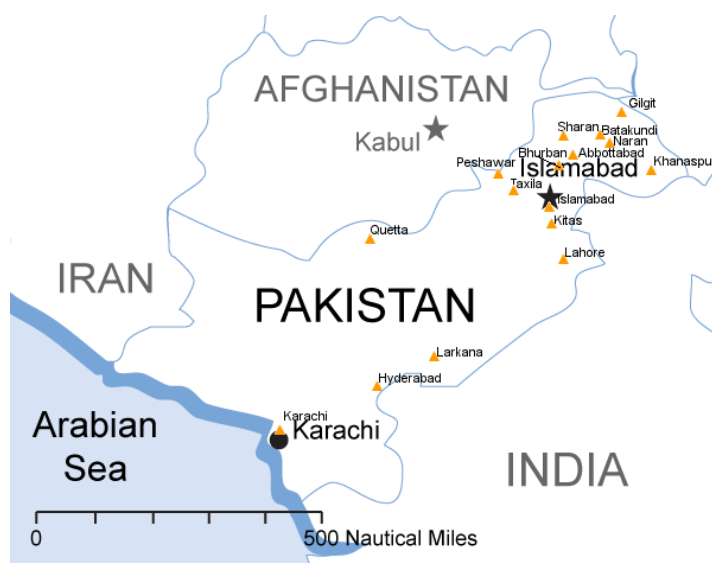 AFGHANISTAN
Kabul
Gilgit
Sharan
Batakundi
Naran
Bhurban
Abbottabad
Peshawar
Islamabad
Khanaspu
Taxila
Islamabad
Kitas
Quetta
Lahore
IRAN
PAKISTAN
Larkana
Hyderabad
Karachi
Karachi
Arabian
Sea
INDIA
0
500 Nautical Miles